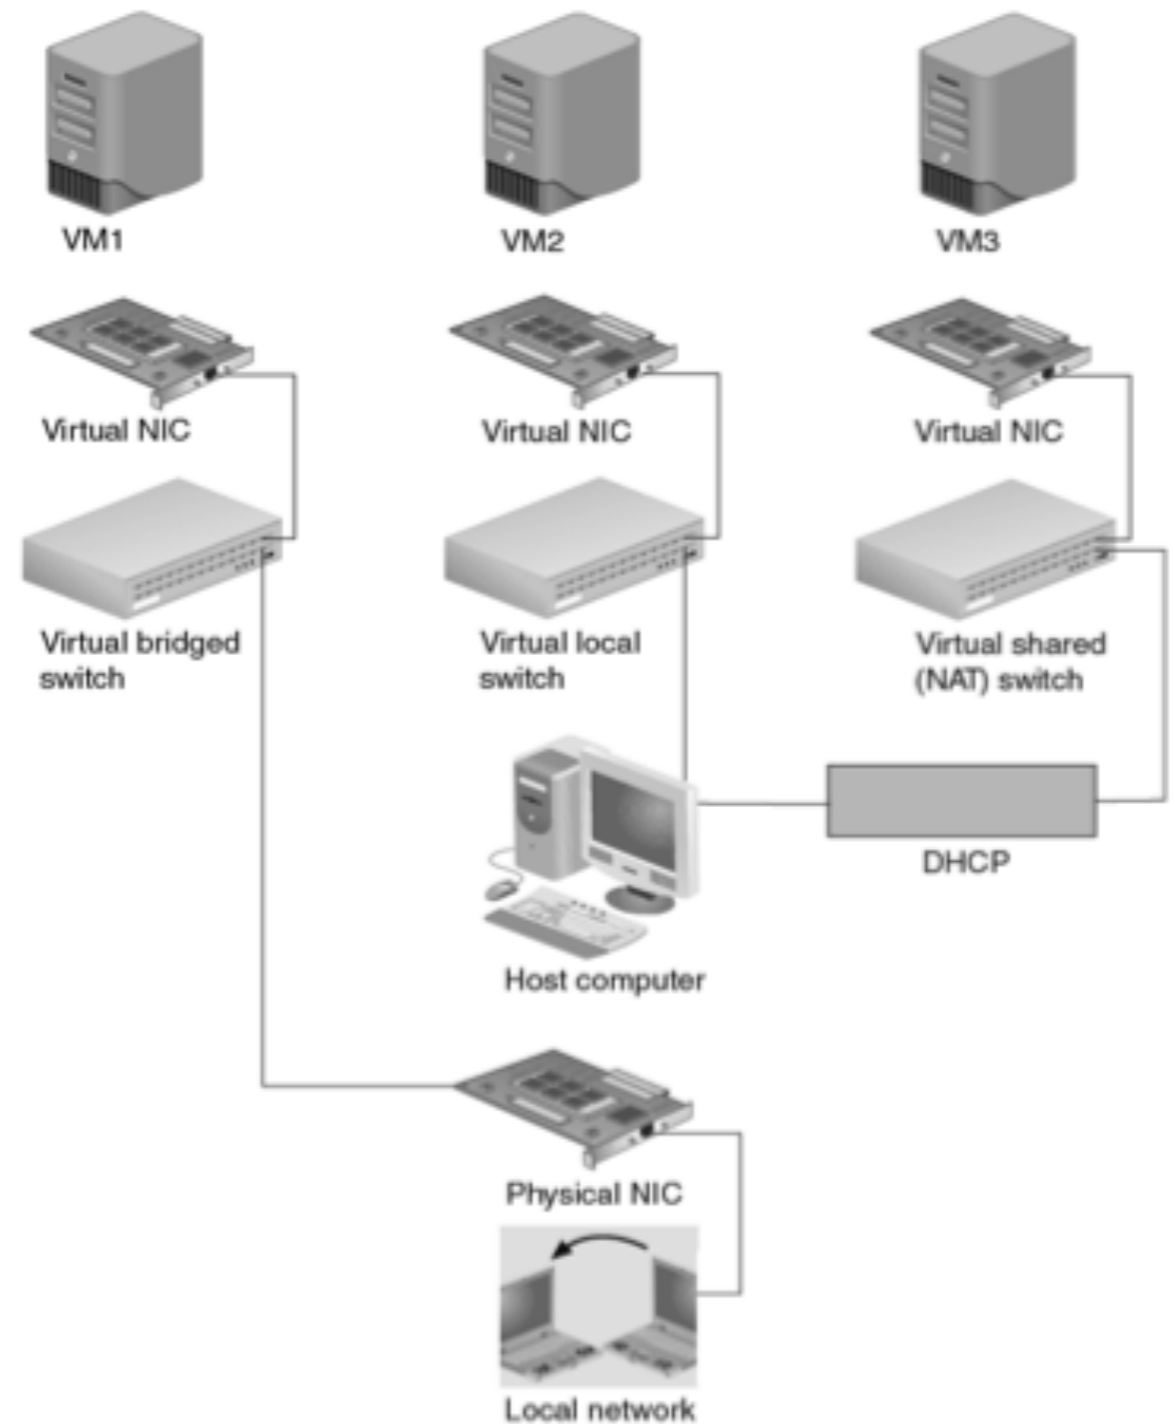 VM1
VM2
VM3
Virtual NIC
Virtual NIC
Virtual NIC
Virtual bridged
switch
Virtual local
switch
Virtual shared
(NAT) switch
DHCP
Host computer
Physical NIC
Local network